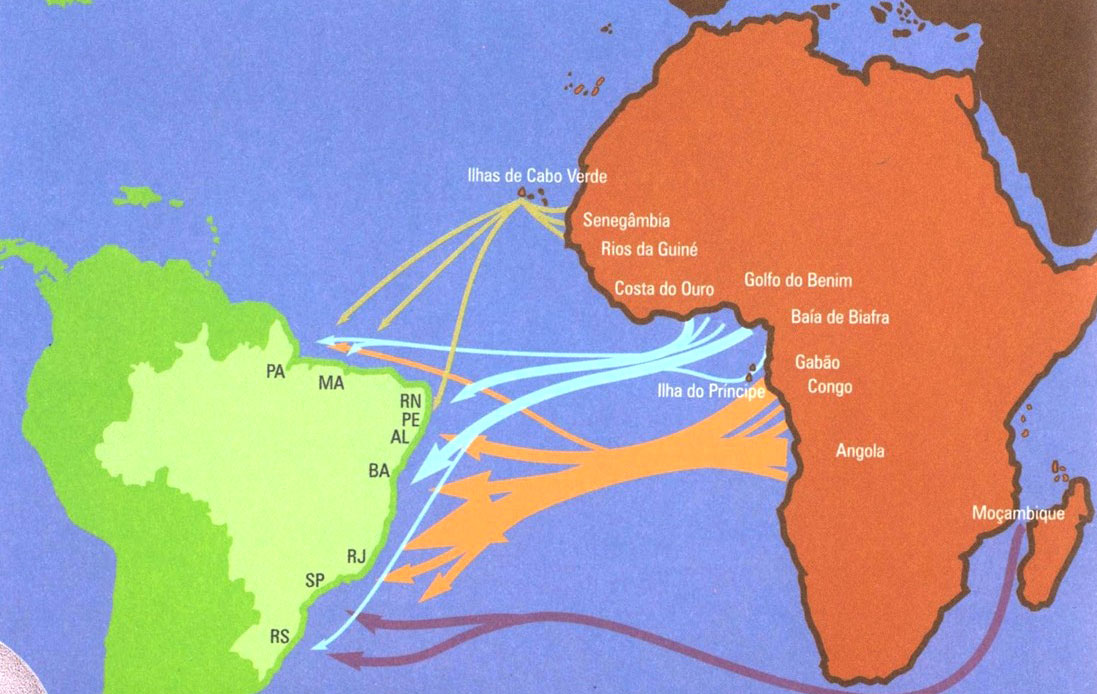 Ilhas de Cabo Verde
Senegâmbia
Rios da Guiné
Costa do Ouro
Golfo do Benim
Baía de Biafra
Gabão
Congo
Ilha do Príncipe
Angola
Moçambique
PA
MA
RN
PE
AL
BA
RJ
SP
RS